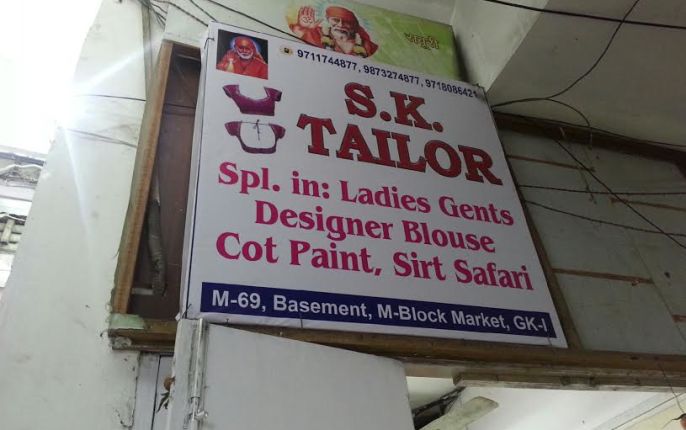 सबूरी
9711744877, 9873274877, 9718086421
S.K.
TAILOR
Spl. in: Ladies Gents
Designer Blouse
Cot Paint, Sirt Safari
M-69, Basement, M-Block Market, GK-I